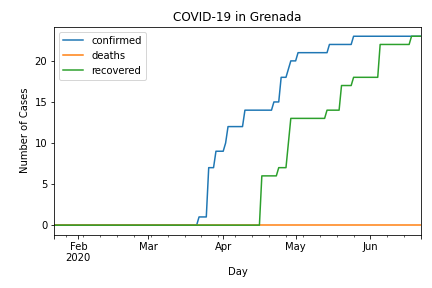 COVID-19 in Grenada
confirmed
deaths
recovered
Number of Cases
20
15
10
5
0
Feb Mar Apr May Jun
2020
Day